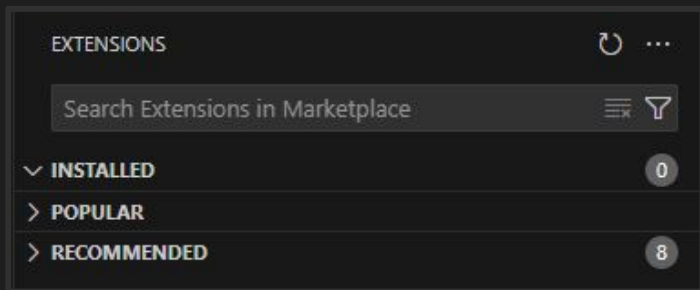 EXTENSIONS
Search Extensions in Marketplace
INSTALLED 0
POPULAR
RECOMMENDED 8